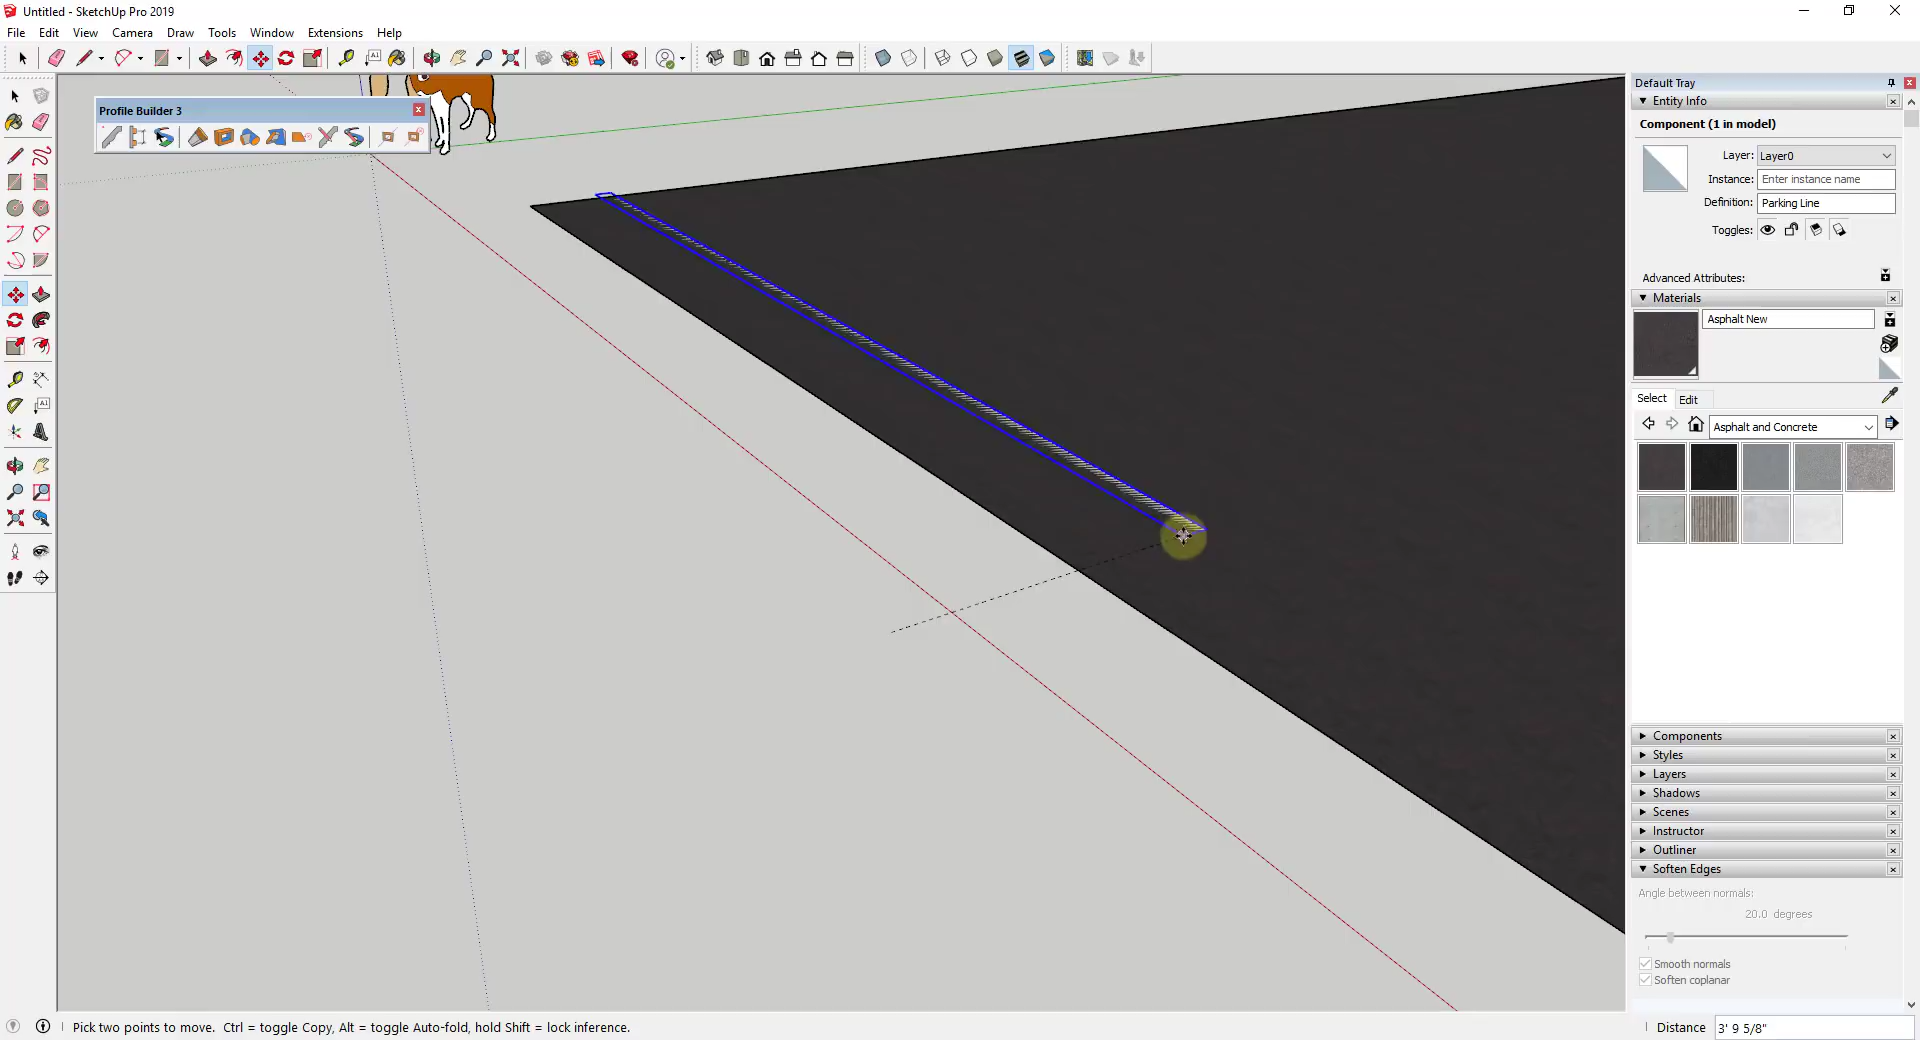 Untitled - SketchUp Pro 2019
File Edit View Camera Draw Tools Window Extensions Help
Default Tray
Profile Builder 3
Entity Info
Component (1 in model)
Layer: Layer0
Instance: Enter instance name
Definition: Parking Line
Toggles:
Advanced Attributes:
Materials
Asphalt New
Select Edit
Asphalt and Concrete
Components
Styles
Layers
Shadows
Scenes
Instructor
Outliner
Soften Edges
Angle between normals:
20.0 degrees
Smooth normals
Soften coplanar
Pick two points to move. Ctrl = toggle Copy, Alt = toggle Auto-fold, hold Shift = lock inference.
Distance 3' 9 5/8"